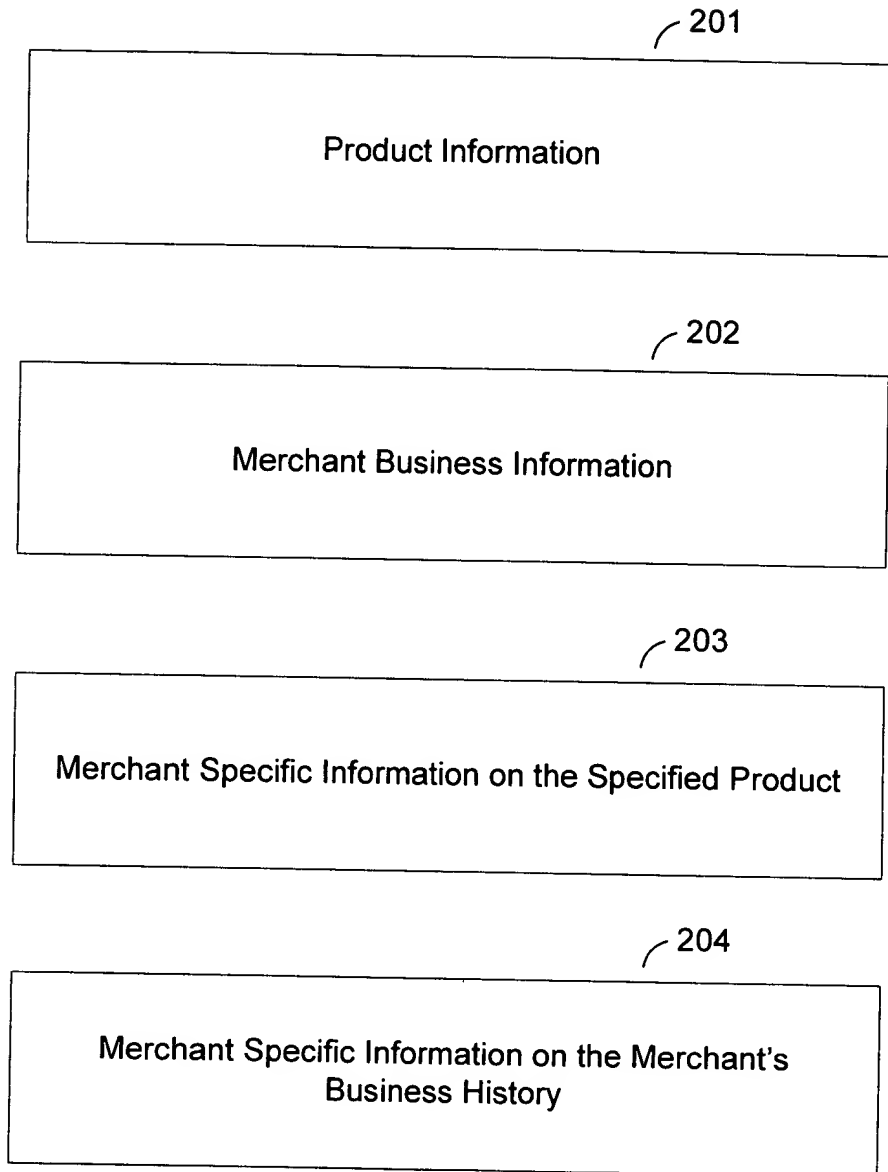 201
Product Information
202
Merchant Business Information
203
Merchant Specific Information on the Specified Product
204
Merchant Specific Information on the Merchant's
Business History